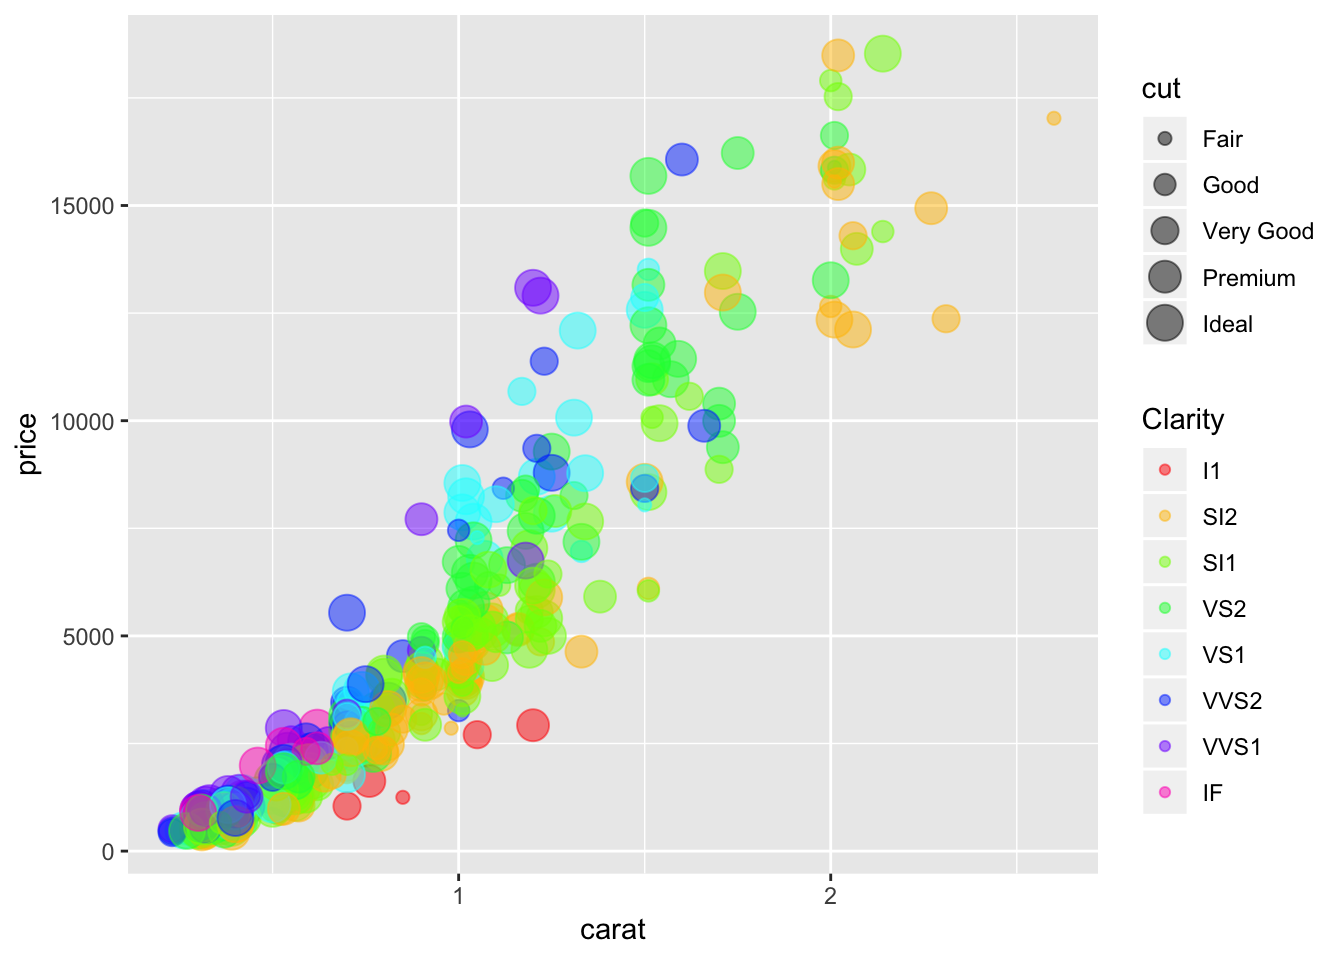 price
15000
10000
5000
0
1
2
carat
cut
Fair
Good
Very Good
Premium
Ideal
Clarity
I1
SI2
SI1
VS2
VS1
VVS2
VVS1
IF